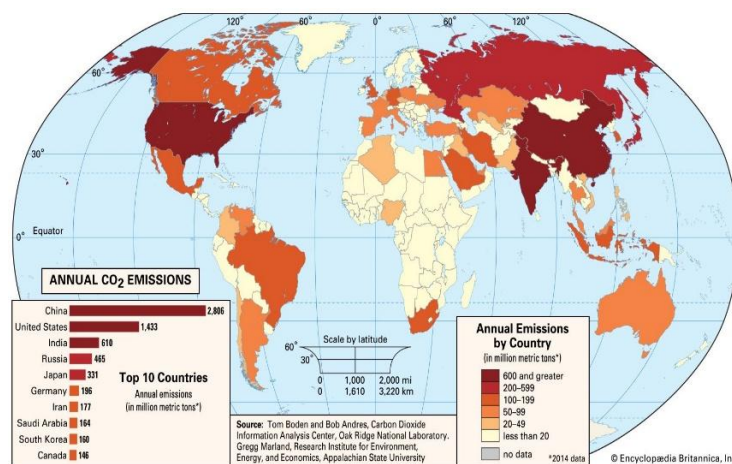 120°
60°
0°
60°
120°
60°
30°
Equator
0°
ANNUAL CO₂ EMISSIONS
China 2,806
United States 1,433
India 610
Russia 465
Japan 331
Germany 196
Iran 177
Saudi Arabia 164
South Korea 160
Canada 146
Top 10 Countries
Annual emissions
(in million metric tons*)
Scale by latitude
60°
30°
0 1,000 2,000 mi
0 1,610 3,220 km
Source: Tom Boden and Bob Andres, Carbon Dioxide
Information Analysis Center, Oak Ridge National Laboratory.
Gregg Marland, Research Institute for Environment,
Energy, and Economics, Appalachian State University
Annual Emissions
by Country
(in million metric tons*)
600 and greater
200–599
100–199
50–99
20–49
less than 20
no data
*2014 data
© Encyclopædia Britannica, In